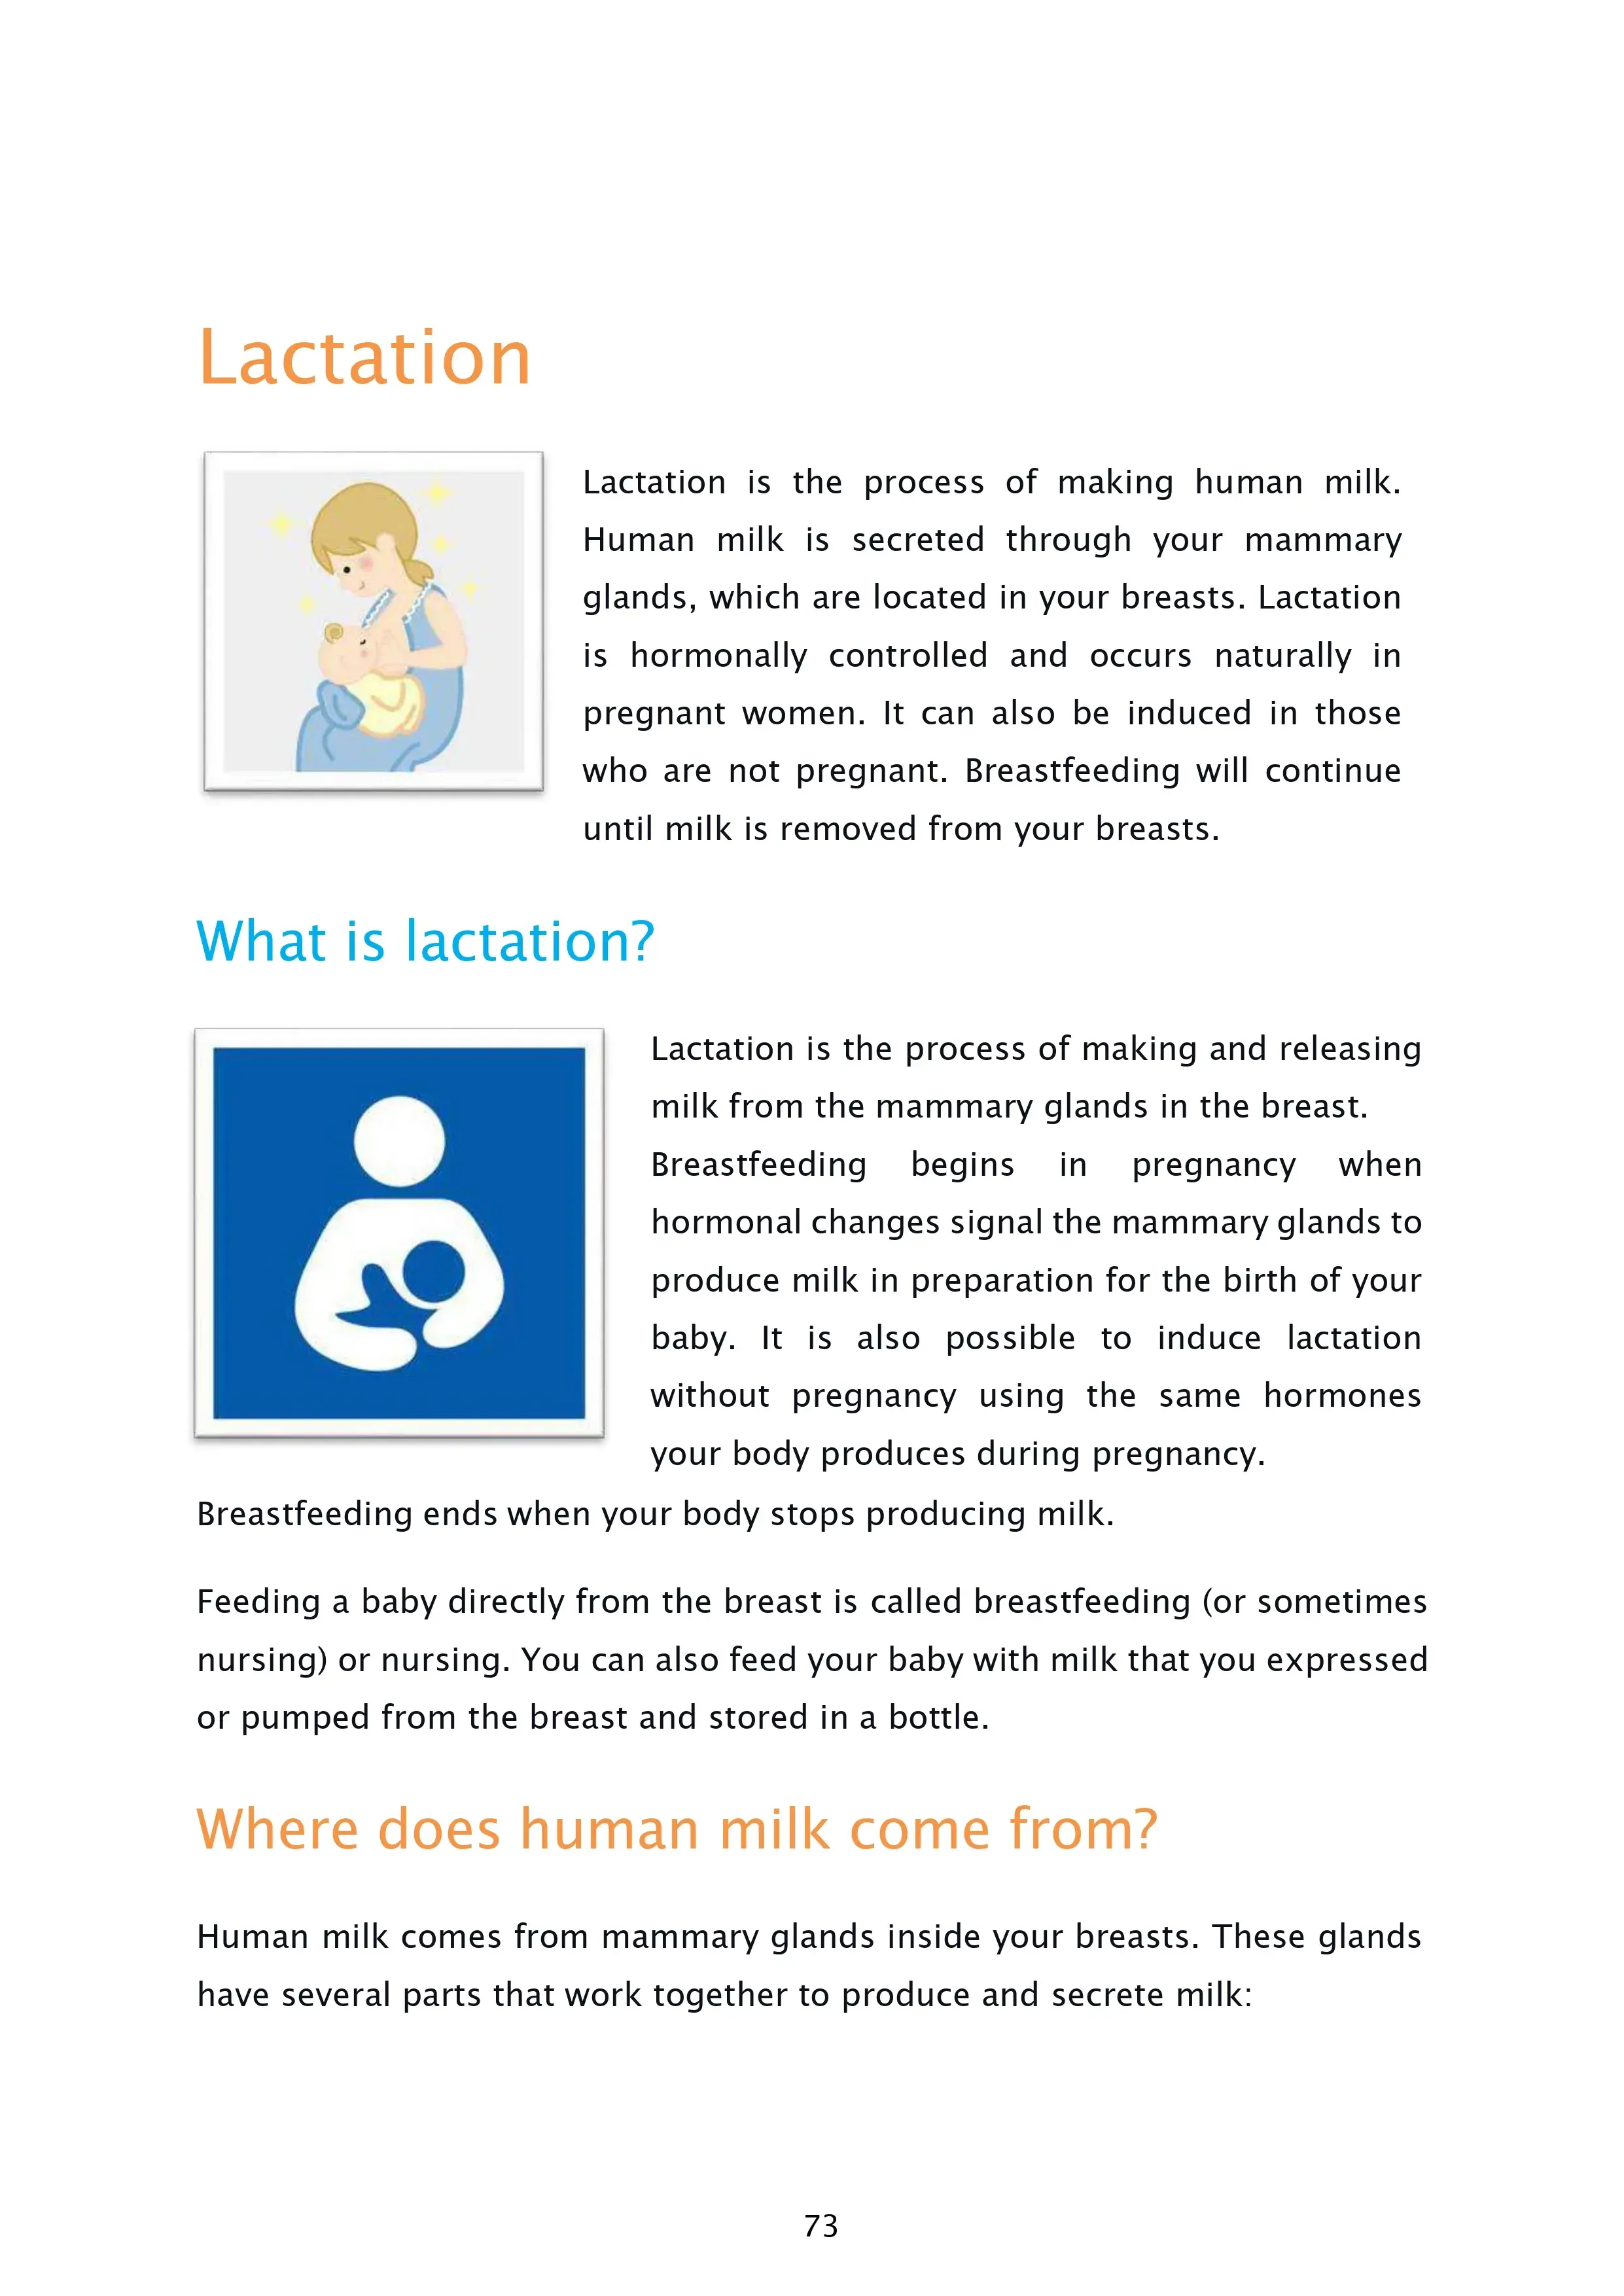 Lactation
Lactation is the process of making human milk.
Human milk is secreted through your mammary
glands, which are located in your breasts. Lactation
is hormonally controlled and occurs naturally in
pregnant women. It can also be induced in those
who are not pregnant. Breastfeeding will continue
until milk is removed from your breasts.
What is lactation?
Lactation is the process of making and releasing
milk from the mammary glands in the breast.
Breastfeeding begins in pregnancy when
hormonal changes signal the mammary glands to
produce milk in preparation for the birth of your
baby. It is also possible to induce lactation
without pregnancy using the same hormones
your body produces during pregnancy.
Breastfeeding ends when your body stops producing milk.
Feeding a baby directly from the breast is called breastfeeding (or sometimes
nursing) or nursing. You can also feed your baby with milk that you expressed
or pumped from the breast and stored in a bottle.
Where does human milk come from?
Human milk comes from mammary glands inside your breasts. These glands
have several parts that work together to produce and secrete milk:
73